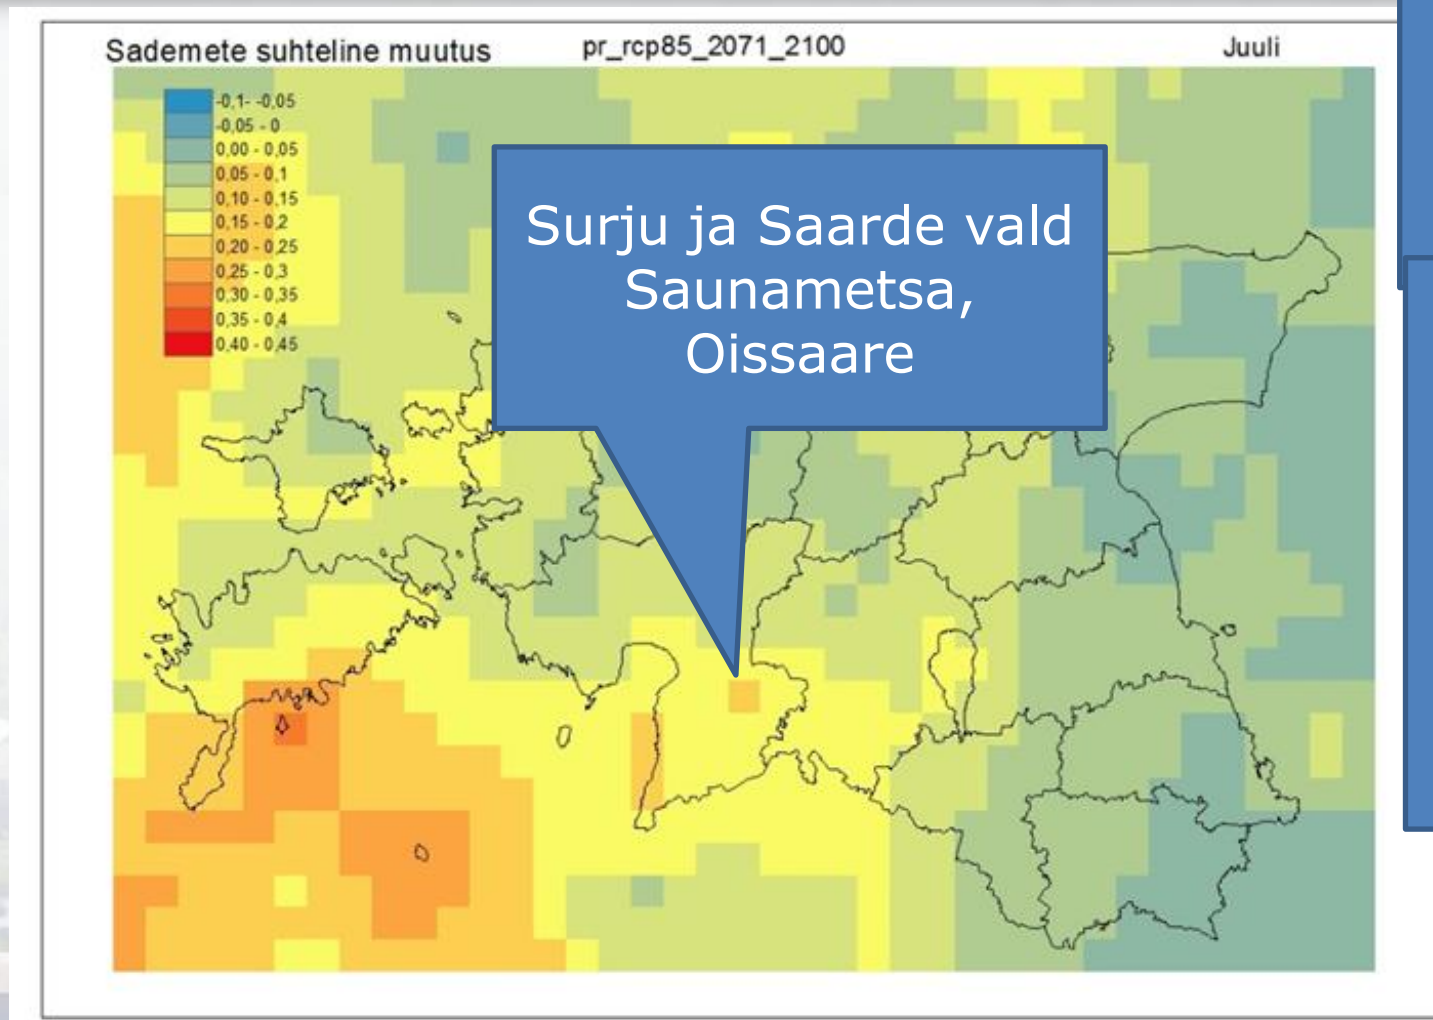 Sademete suhteline muutus pr_rcp85_2071_2100 Juuli
-0,1- -0,05
-0,05 - 0
0,00 - 0,05
0,05 - 0,1
0,10 - 0,15
0,15 - 0,2
0,20 - 0,25
0,25 - 0,3
0,30 - 0,35
0,35 - 0,4
0,40 - 0,45
Surju ja Saarde vald
Saunametsa,
Oissaare